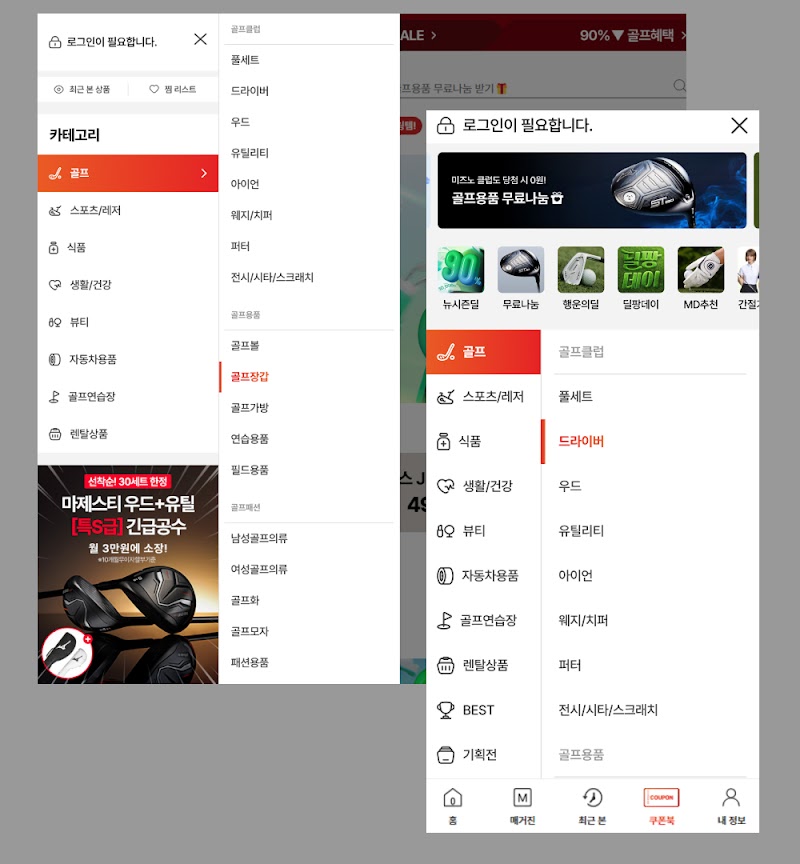 로그인이 필요합니다.
최근 본 상품
찜 리스트
카테고리
골프
스포츠/레저
식품
생활/건강
뷰티
자동차용품
골프연습장
렌탈상품
선착순! 30세트 한정
마제스티 우드+유틸
[특S급] 긴급공수
월 3만원에 소장!
골프클럽
풀세트
드라이버
우드
유틸리티
아이언
웨지/치퍼
퍼터
전시/시타/스크래치
골프용품
골프볼
골프장갑
골프가방
연습용품
필드용품
골프패션
남성골프의류
여성골프의류
골프화
골프모자
패션용품
ALE
90%▼골프혜택
프용품 무료나눔 받기
로그인이 필요합니다.
미즈노 클럽도 당첨 시 0원!
골프용품 무료나눔
뉴시즌딜
무료나눔
행운의딜
딜팡데이
MD추천
골프
스포츠/레저
식품
생활/건강
뷰티
자동차용품
골프연습장
렌탈상품
BEST
기획전
골프클럽
풀세트
드라이버
우드
유틸리티
아이언
웨지/치퍼
퍼터
전시/시타/스크래치
골프용품
홈
M
매거진
최근 본
COUPON
쿠폰북
내 정보